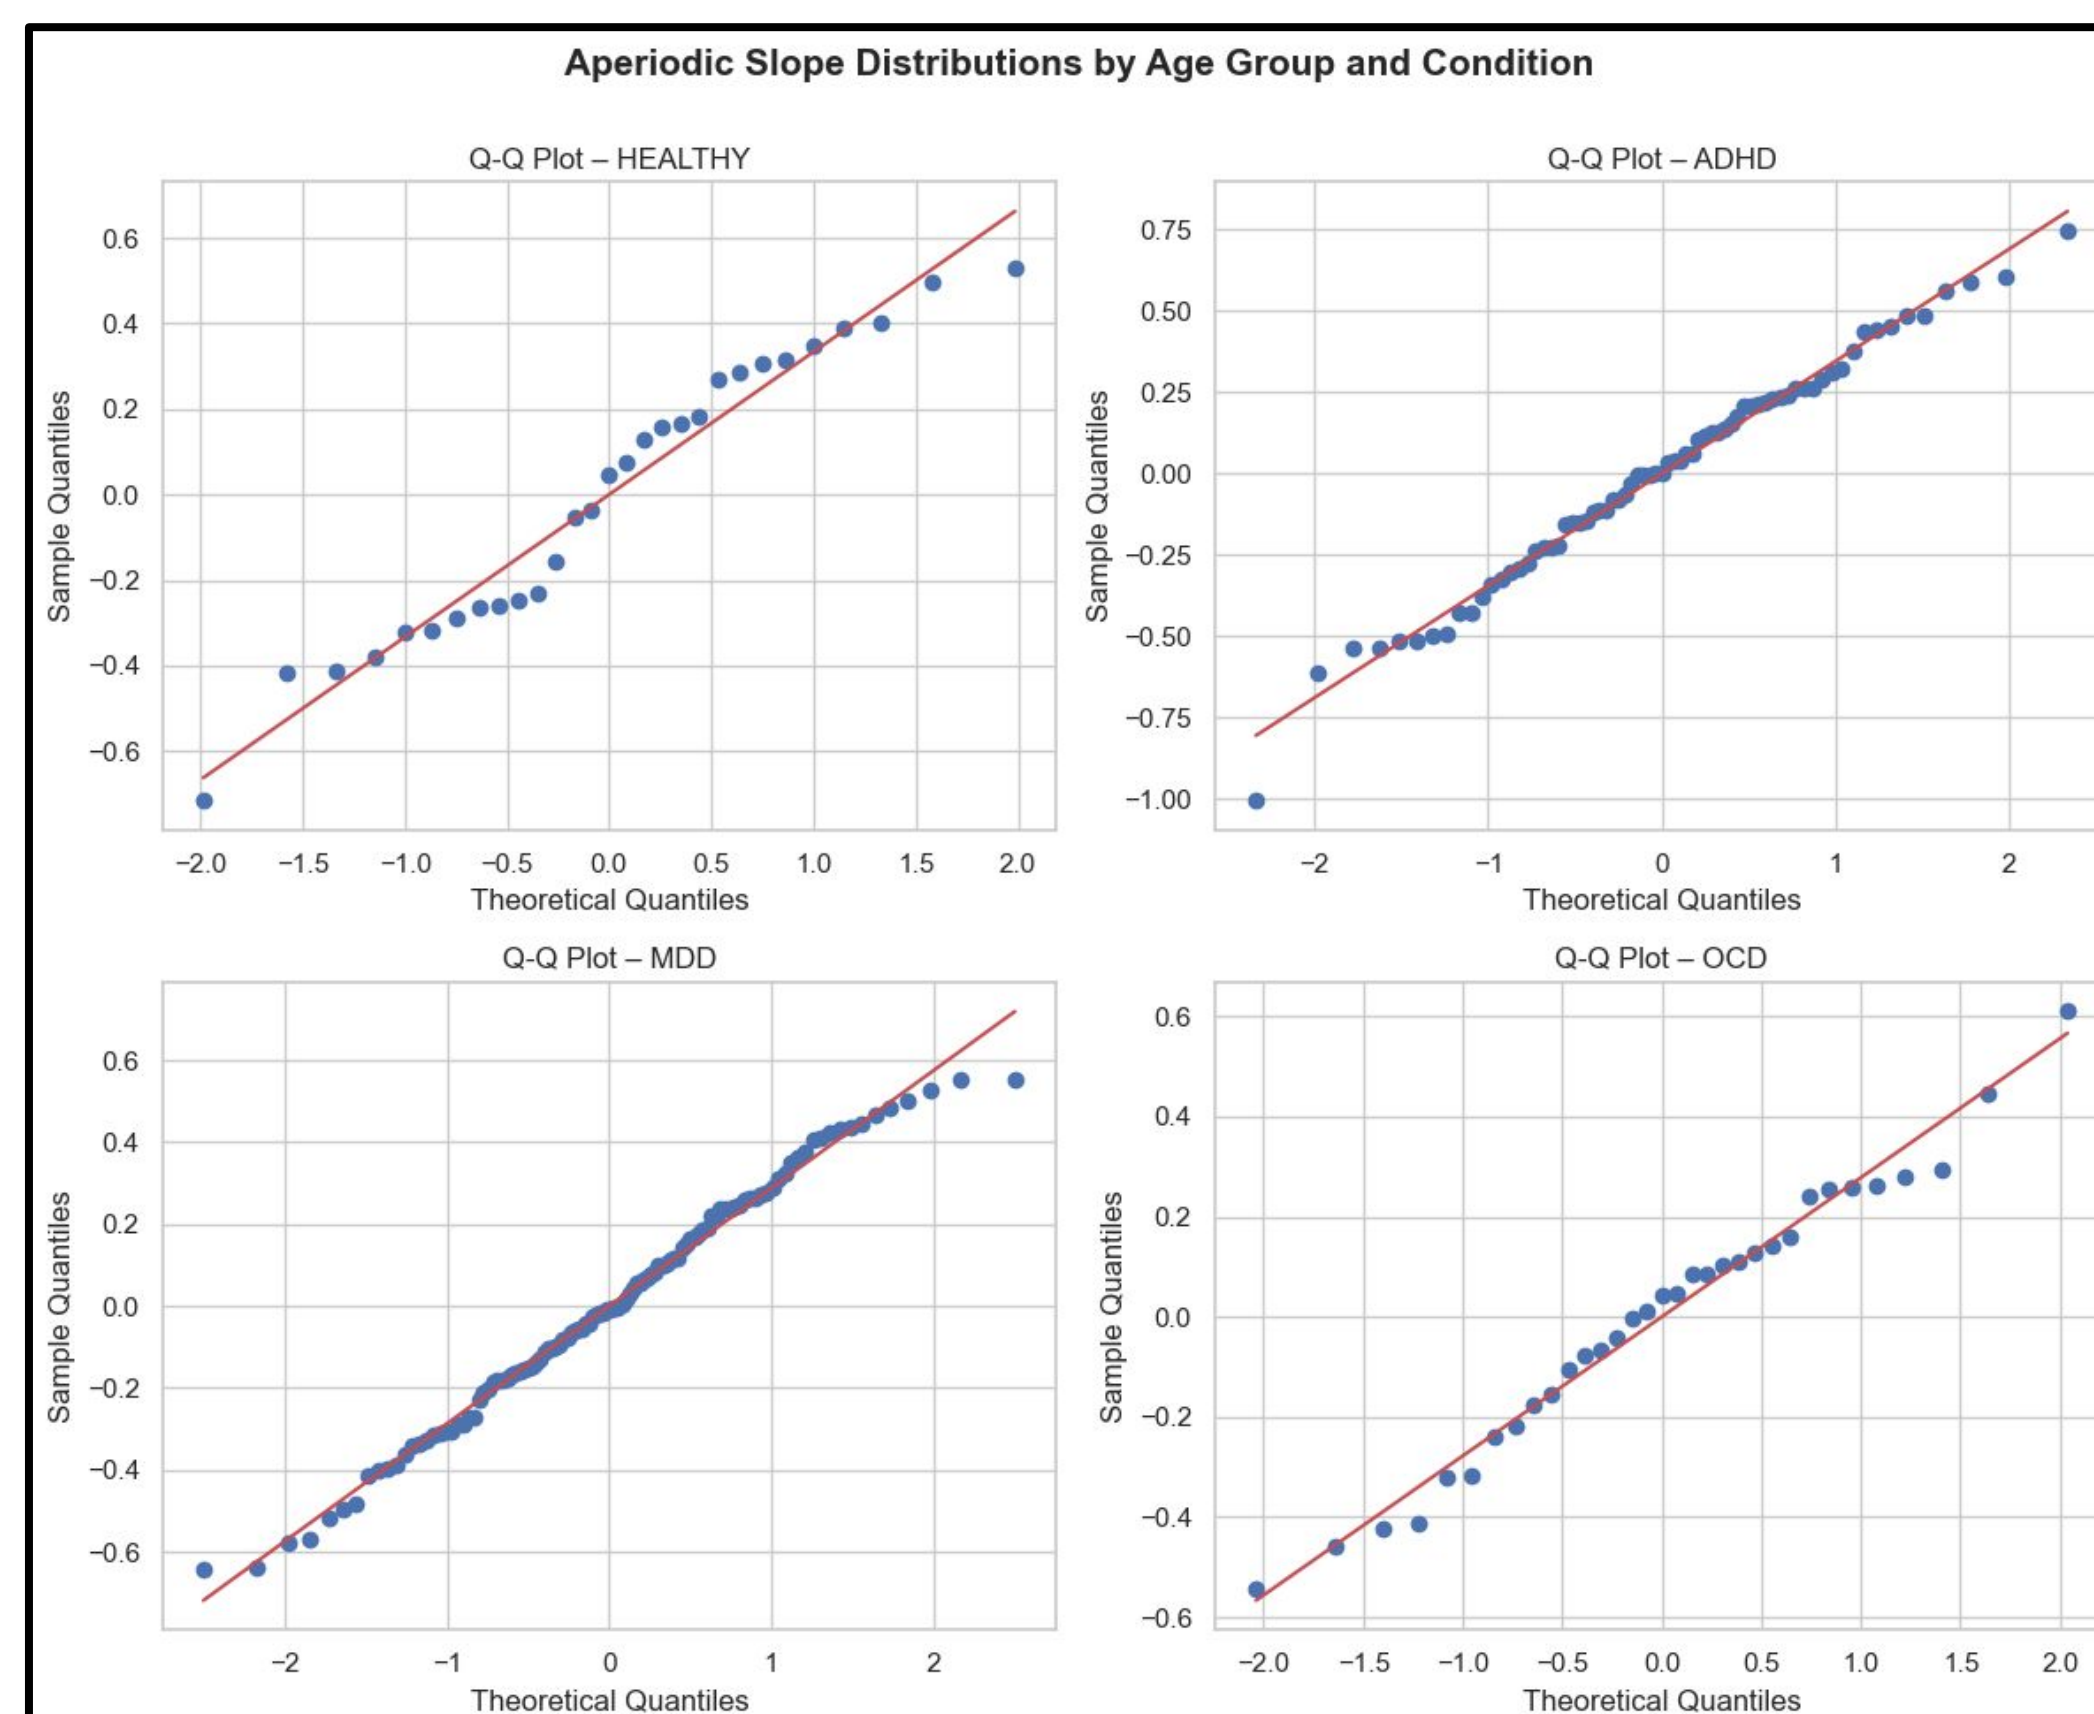 Aperiodic Slope Distributions by Age Group and Condition
Q-Q Plot – HEALTHY
0.6
0.4
0.2
0.0
−0.2
−0.4
−0.6
Sample Quantiles
−2.0 −1.5 −1.0 −0.5 0.0 0.5 1.0 1.5 2.0
Theoretical Quantiles
Q-Q Plot – ADHD
0.75
0.50
0.25
0.00
−0.25
−0.50
−0.75
−1.00
Sample Quantiles
−2 −1 0 1 2
Theoretical Quantiles
Q-Q Plot – MDD
0.6
0.4
0.2
0.0
−0.2
−0.4
−0.6
Sample Quantiles
−2 −1 0 1 2
Theoretical Quantiles
Q-Q Plot – OCD
0.6
0.4
0.2
0.0
−0.2
−0.4
−0.6
Sample Quantiles
−2.0 −1.5 −1.0 −0.5 0.0 0.5 1.0 1.5 2.0
Theoretical Quantiles